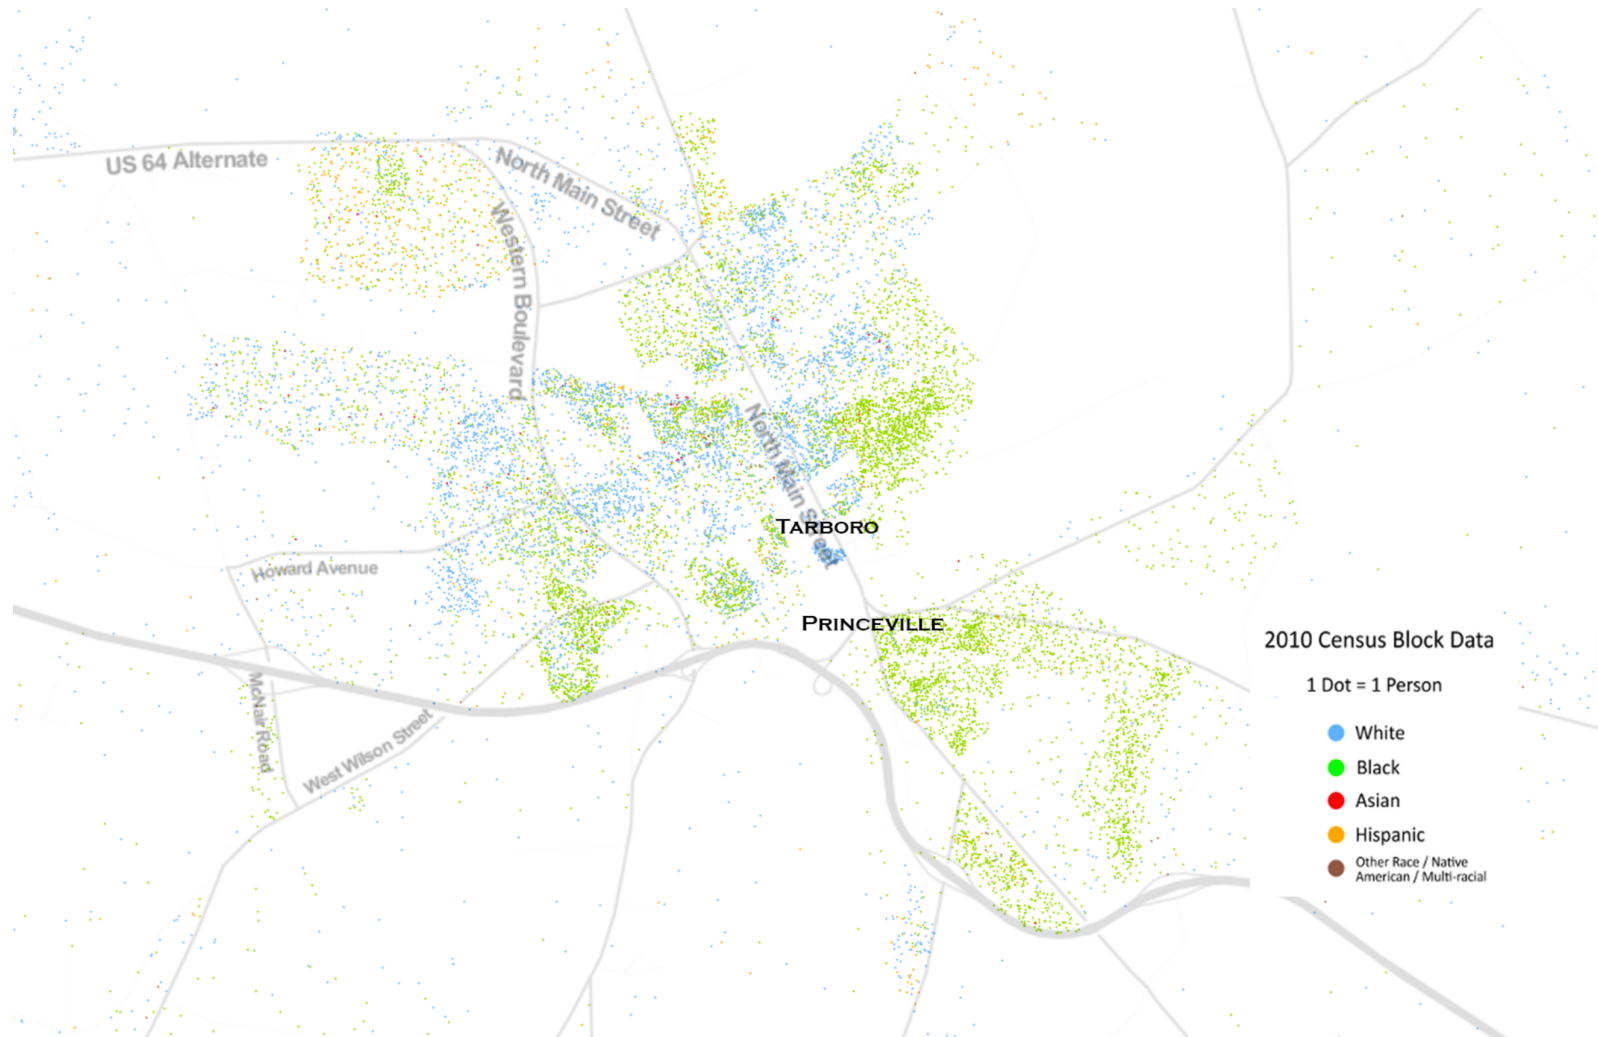 US 64 Alternate
North Main Street
Western Boulevard
North Main Street
Tarboro
Howard Avenue
Princeville
McNair Road
West Wilson Street
2010 Census Block Data
1 Dot = 1 Person
White
Black
Asian
Hispanic
Other Race / Native
American / Multi-racial